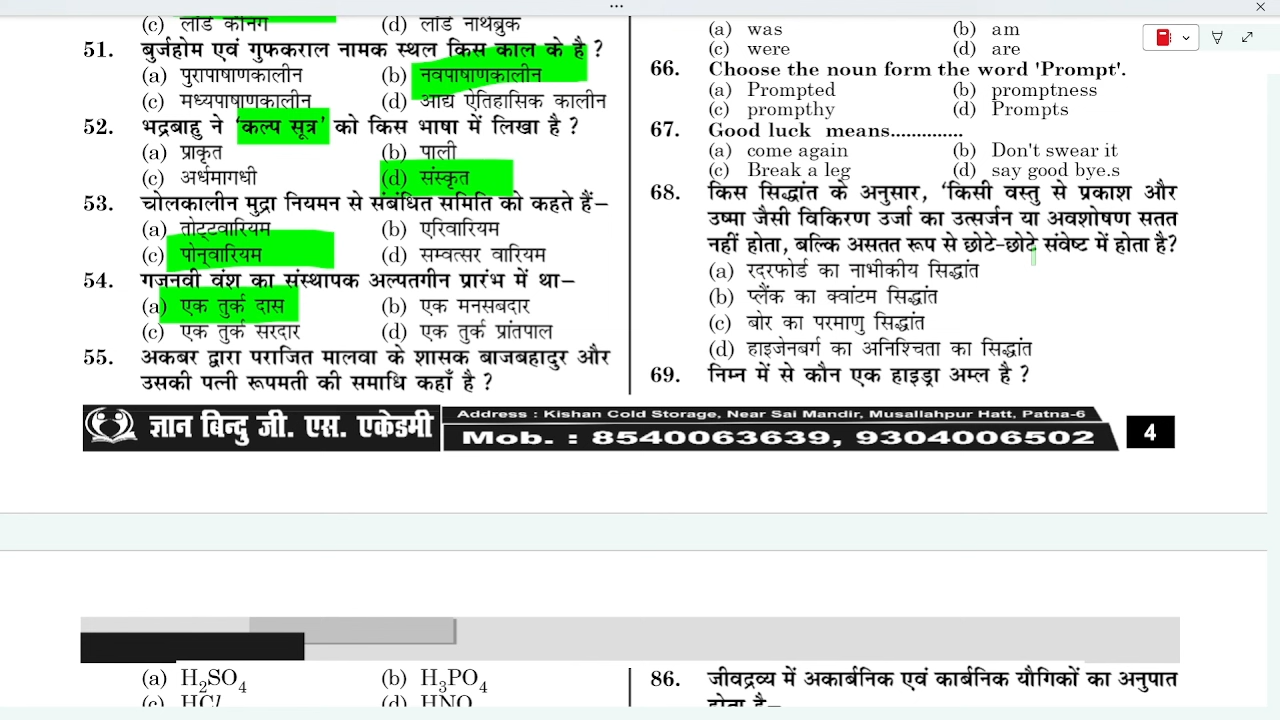 (c) लॉर्ड कैनिंग (d) लॉर्ड नार्थब्रुक
51. बुर्जहोम एवं गुफकराल नामक स्थल किस काल के है ?
(a) पुरापाषाणकालीन (b) नवपाषाणकालीन
(c) मध्यपाषाणकालीन (d) आद्य ऐतिहासिक कालीन
52. भद्रबाहु ने 'कल्प सूत्र' को किस भाषा में लिखा है ?
(a) प्राकृत (b) पाली
(c) अर्धमागधी (d) संस्कृत
53. चोलकालीन मुद्रा नियमन से संबंधित समिति को कहते हैं–
(a) तोट्टवारियम (b) एरिवारियम
(c) पोन्वारियम (d) सम्वत्सर वारियम
54. गजनवी वंश का संस्थापक अल्पतगीन प्रारंभ में था–
(a) एक तुर्क दास (b) एक मनसबदार
(c) एक तुर्क सरदार (d) एक तुर्क प्रांतपाल
55. अकबर द्वारा पराजित मालवा के शासक बाजबहादुर और
उसकी पत्नी रूपमती की समाधि कहाँ है ?
(a) was (b) am
(c) were (d) are
66. Choose the noun form the word 'Prompt'.
(a) Prompted (b) promptness
(c) prompthy (d) Prompts
67. Good luck means..............
(a) come again (b) Don't swear it
(c) Break a leg (d) say good bye.s
68. किस सिद्धांत के अनुसार, 'किसी वस्तु से प्रकाश और
उष्मा जैसी विकिरण उर्जा का उत्सर्जन या अवशोषण सतत
नहीं होता, बल्कि असतत रूप से छोटे-छोटे संवेष्ट में होता है?
(a) रदरफोर्ड का नाभीकीय सिद्धांत
(b) प्लैंक का क्वांटम सिद्धांत
(c) बोर का परमाणु सिद्धांत
(d) हाइजेनबर्ग का अनिश्चिता का सिद्धांत
69. निम्न में से कौन एक हाइड्रा अम्ल है ?
ज्ञान बिन्दु जी. एस. एकेडमी
Address : Kishan Cold Storage, Near Sai Mandir, Musallahpur Hatt, Patna-6
Mob. : 8540063639, 9304006502
4
(a) H₂SO₄ (b) H₃PO₄
(c) HCl (d) HNO
86. जीवद्रव्य में अकार्बनिक एवं कार्बनिक यौगिकों का अनुपात
होता है–